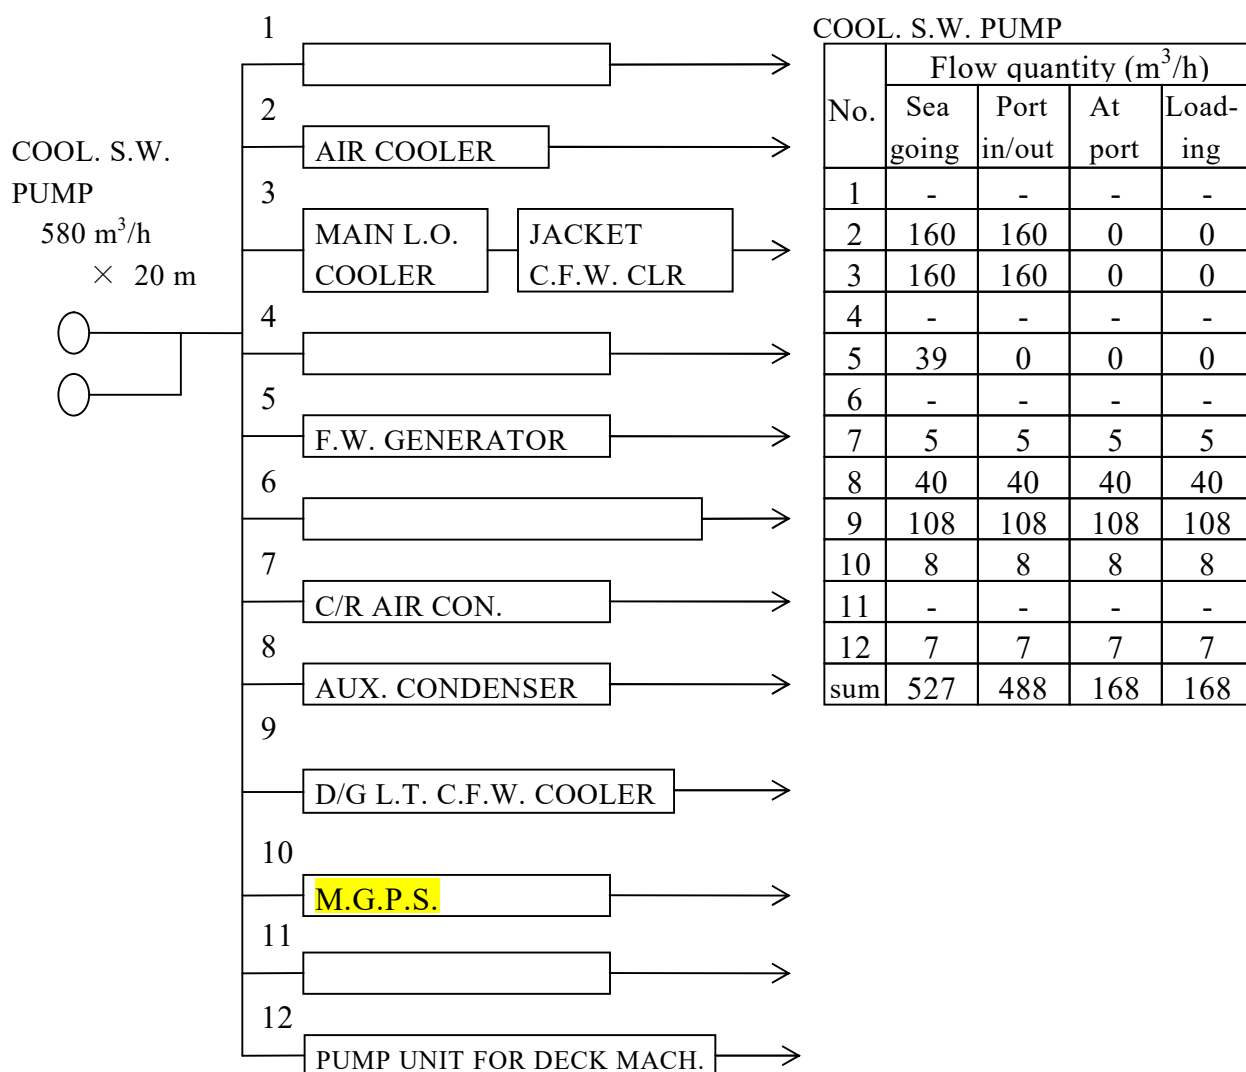 COOL. S.W.
PUMP
580 m³/h
× 20 m
1
2
AIR COOLER
3
MAIN L.O.
COOLER
JACKET
C.F.W. CLR
4
5
F.W. GENERATOR
6
7
C/R AIR CON.
8
AUX. CONDENSER
9
D/G L.T. C.F.W. COOLER
10
M.G.P.S.
11
12
PUMP UNIT FOR DECK MACH.
COOL. S.W. PUMP
No. Flow quantity (m³/h)
Sea going Port in/out At port Load-ing
1 - - - -
2 160 160 0 0
3 160 160 0 0
4 - - - -
5 39 0 0 0
6 - - - -
7 5 5 5 5
8 40 40 40 40
9 108 108 108 108
10 8 8 8 8
11 - - - -
12 7 7 7 7
sum 527 488 168 168